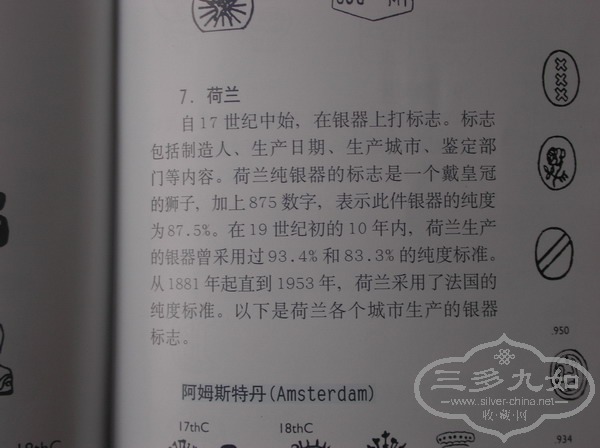 7. 荷兰
自17世纪中始，在银器上打标志。标志
包括制造人、生产日期、生产城市、鉴定部
门等内容。荷兰纯银器的标志是一个戴皇冠
的狮子，加上875数字，表示此件银器的纯度
为87.5%。在19世纪初的10年内，荷兰生产
的银器曾采用过93.4%和83.3%的纯度标准。
从1881年起直到1953年，荷兰采用了法国的
纯度标准。以下是荷兰各个城市生产的银器
标志。
阿姆斯特丹(Amsterdam)
17thC 18thC
.950
.934
18thC
三多九如
www.silver-china.net
收·藏·网